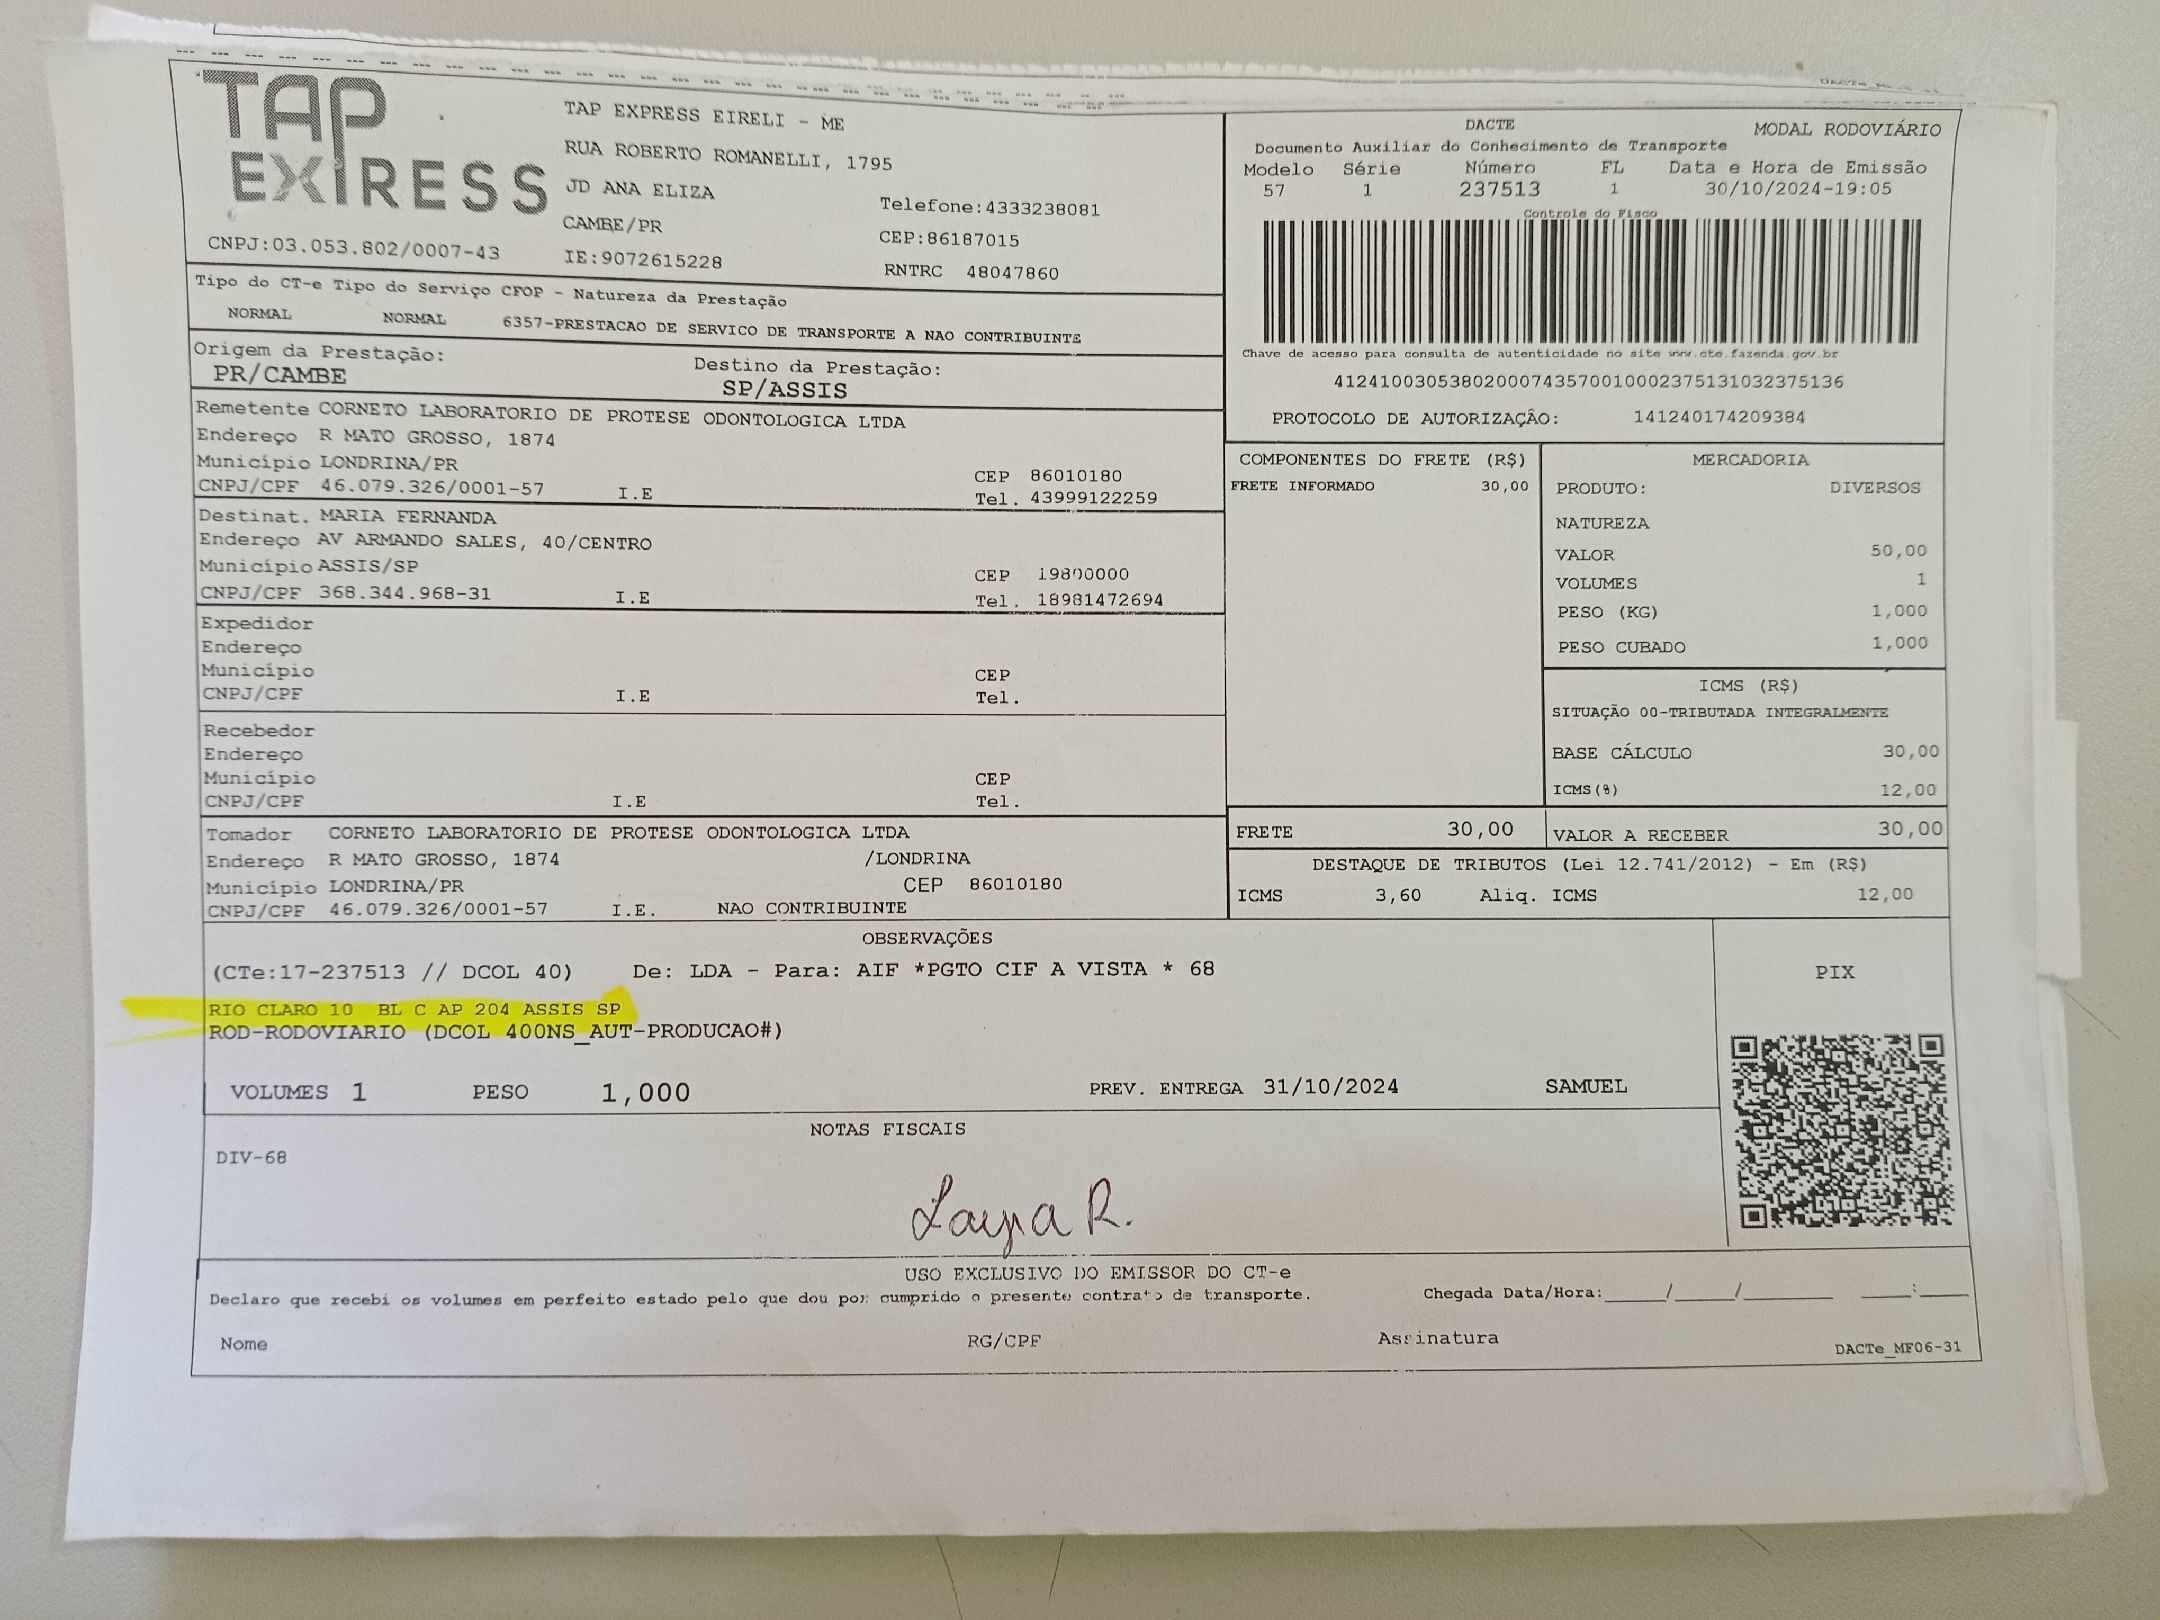 TAP
EXPRESS
CNPJ:03.053.802/0007-43
TAP EXPRESS EIRELI - ME
RUA ROBERTO ROMANELLI, 1795
JD ANA ELIZA
CAMBE/PR
IE:9072615228
Telefone:4333238081
CEP:86187015
RNTRC 48047860
DACTE
MODAL RODOVIÁRIO
Documento Auxiliar do Conhecimento de Transporte
Modelo Série Número FL Data e Hora de Emissão
57 1 237513 1 30/10/2024-19:05
Controle do Fisco
Chave de acesso para consulta de autenticidade no site www.cte.fazenda.gov.br
41241003053802000743570010002375131032375136
PROTOCOLO DE AUTORIZAÇÃO: 141240174209384
Tipo do CT-e Tipo do Serviço CFOP - Natureza da Prestação
NORMAL NORMAL 6357-PRESTACAO DE SERVICO DE TRANSPORTE A NAO CONTRIBUINTE
Origem da Prestação: Destino da Prestação:
PR/CAMBE SP/ASSIS
Remetente CORNETO LABORATORIO DE PROTESE ODONTOLOGICA LTDA
Endereço R MATO GROSSO, 1874
Município LONDRINA/PR CEP 86010180
CNPJ/CPF 46.079.326/0001-57 I.E Tel. 43999122259
Destinat. MARIA FERNANDA
Endereço AV ARMANDO SALES, 40/CENTRO
Município ASSIS/SP CEP 19800000
CNPJ/CPF 368.344.968-31 I.E Tel. 18981472694
Expedidor
Endereço
Município CEP
CNPJ/CPF I.E Tel.
Recebedor
Endereço
Município CEP
CNPJ/CPF I.E Tel.
Tomador CORNETO LABORATORIO DE PROTESE ODONTOLOGICA LTDA
Endereço R MATO GROSSO, 1874 /LONDRINA
Município LONDRINA/PR CEP 86010180
CNPJ/CPF 46.079.326/0001-57 I.E. NAO CONTRIBUINTE
COMPONENTES DO FRETE (R$)
FRETE INFORMADO 30,00
MERCADORIA
PRODUTO: DIVERSOS
NATUREZA
VALOR 50,00
VOLUMES 1
PESO (KG) 1,000
PESO CUBADO 1,000
ICMS (R$)
SITUAÇÃO 00-TRIBUTADA INTEGRALMENTE
BASE CÁLCULO 30,00
ICMS(%) 12,00
FRETE 30,00 VALOR A RECEBER 30,00
DESTAQUE DE TRIBUTOS (Lei 12.741/2012) - Em (R$)
ICMS 3,60 Aliq. ICMS 12,00
OBSERVAÇÕES
(CTe:17-237513 // DCOL 40) De: LDA - Para: AIF *PGTO CIF A VISTA * 68
RIO CLARO 10 BL C AP 204 ASSIS SP
ROD-RODOVIARIO (DCOL 400NS_AUT-PRODUCAO#)
VOLUMES 1 PESO 1,000 PREV. ENTREGA 31/10/2024 SAMUEL
PIX
NOTAS FISCAIS
DIV-68
R.
USO EXCLUSIVO DO EMISSOR DO CT-e
Declaro que recebi os volumes em perfeito estado pelo que dou por cumprido o presente contrato de transporte. Chegada Data/Hora:_____/_____/________ ____:____
Nome RG/CPF Assinatura
DACTe_MF06-31